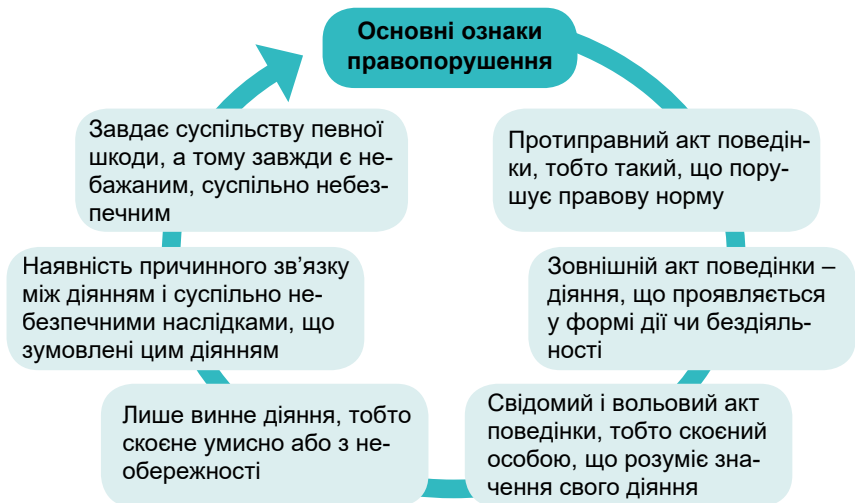 Основні ознаки
правопорушення
Протиправний акт поведін-
ки, тобто такий, що пору-
шує правову норму
Зовнішній акт поведінки –
діяння, що проявляється
у формі дії чи бездіяль-
ності
Свідомий і вольовий акт
поведінки, тобто скоєний
особою, що розуміє зна-
чення свого діяння
Лише винне діяння, тобто
скоєне умисно або з не-
обережності
Наявність причинного зв’язку
між діянням і суспільно не-
безпечними наслідками, що
зумовлені цим діянням
Завдає суспільству певної
шкоди, а тому завжди є не-
бажаним, суспільно небез-
печним